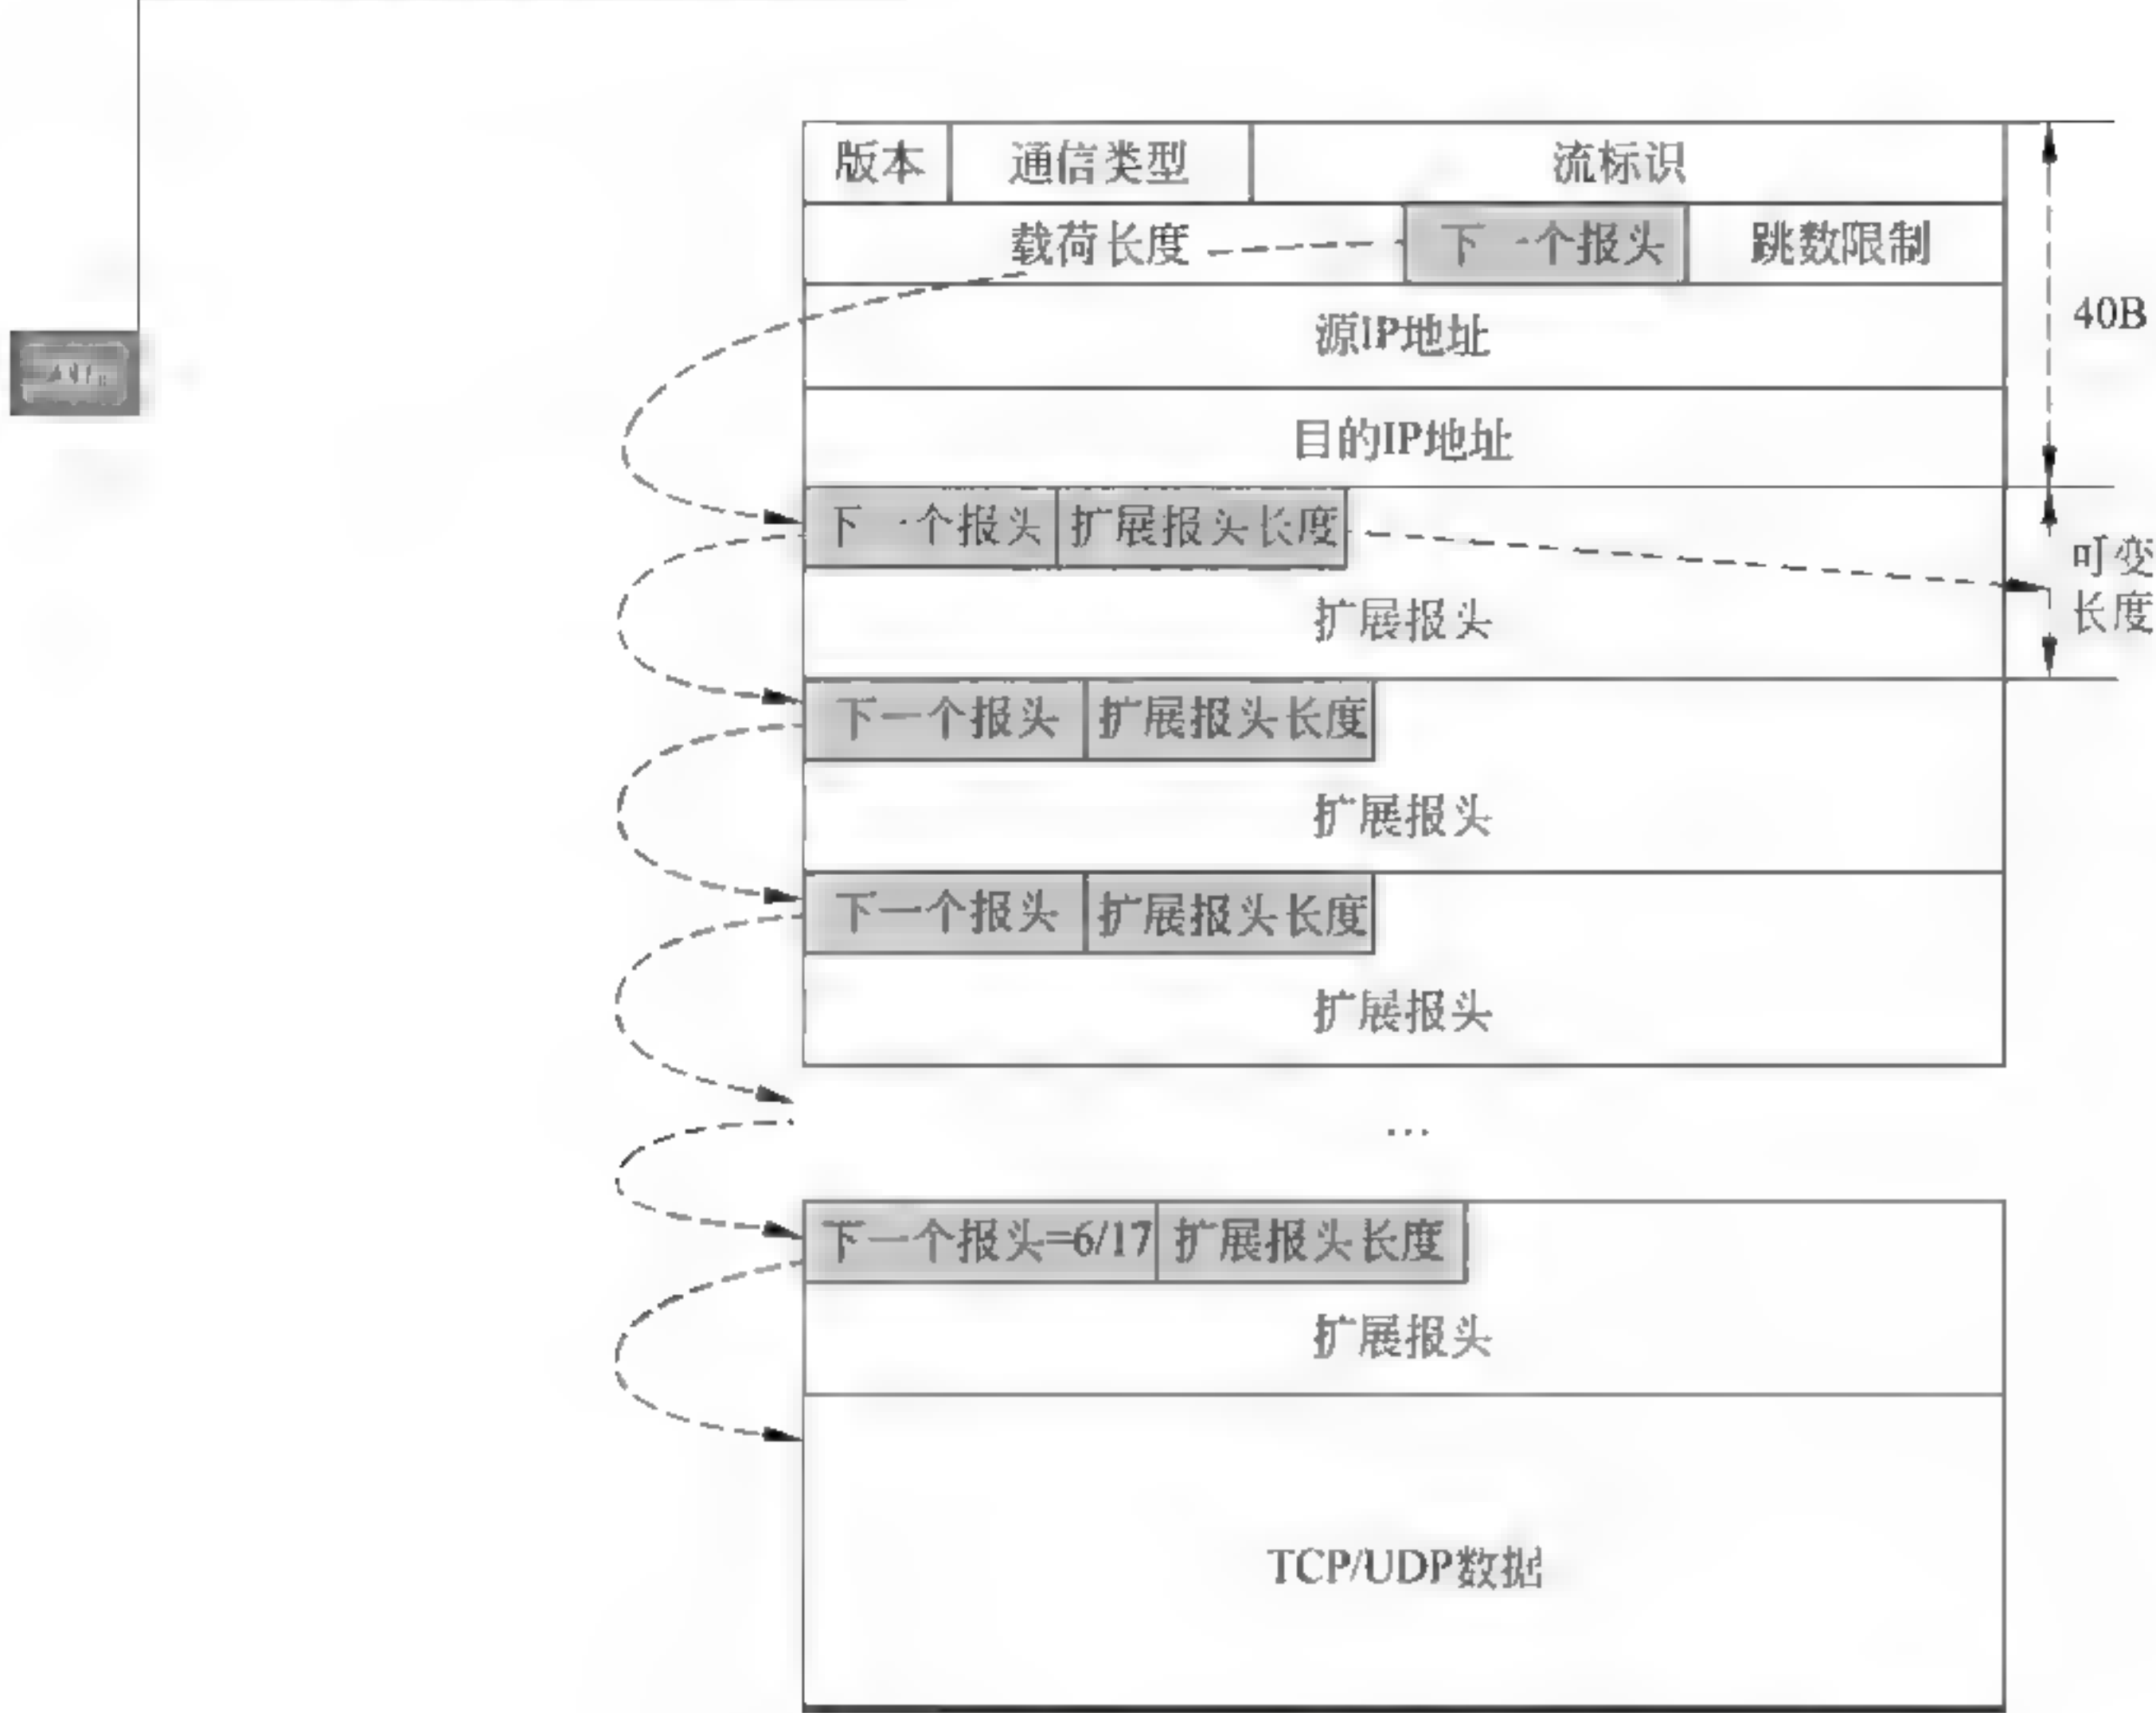 版本 通信类型 流标识
载荷长度 下一个报头 跳数限制
源IP地址
40B
目的IP地址
下一个报头 扩展报头长度
可变
长度
扩展报头
下一个报头 扩展报头长度
扩展报头
下一个报头 扩展报头长度
扩展报头
…
下一个报头=6/17 扩展报头长度
扩展报头
TCP/UDP数据